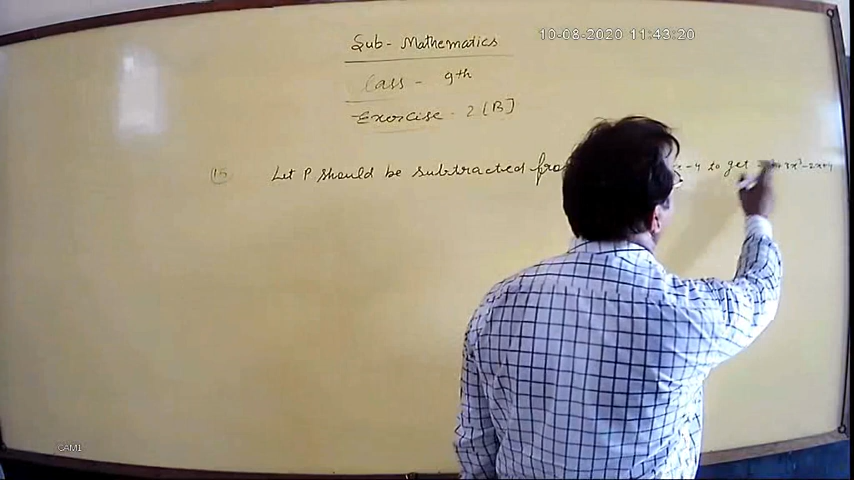 10-08-2020 11:43:20
Sub- Mathematics
Class - 9th
Exercise - 2 [B]
(15) Let P should be subtracted x - 4 to get
CAM1